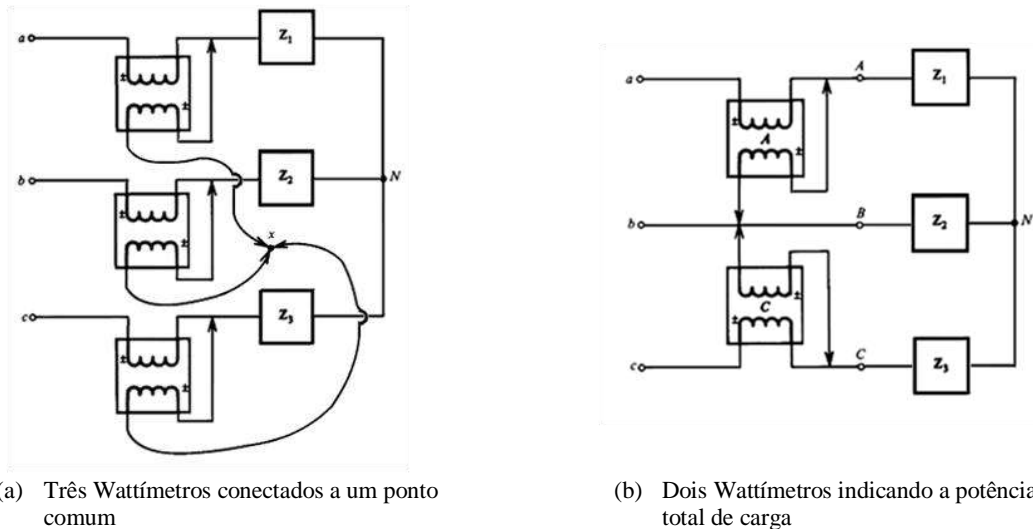 a
Z₁
±
±
b
Z₂
N
±
±
x
c
Z₃
±
±
a
A
Z₁
±
A
±
b
B
Z₂
N
±
C
±
c
C
Z₃
(a) Três Wattímetros conectados a um ponto
comum
(b) Dois Wattímetros indicando a potência
total de carga